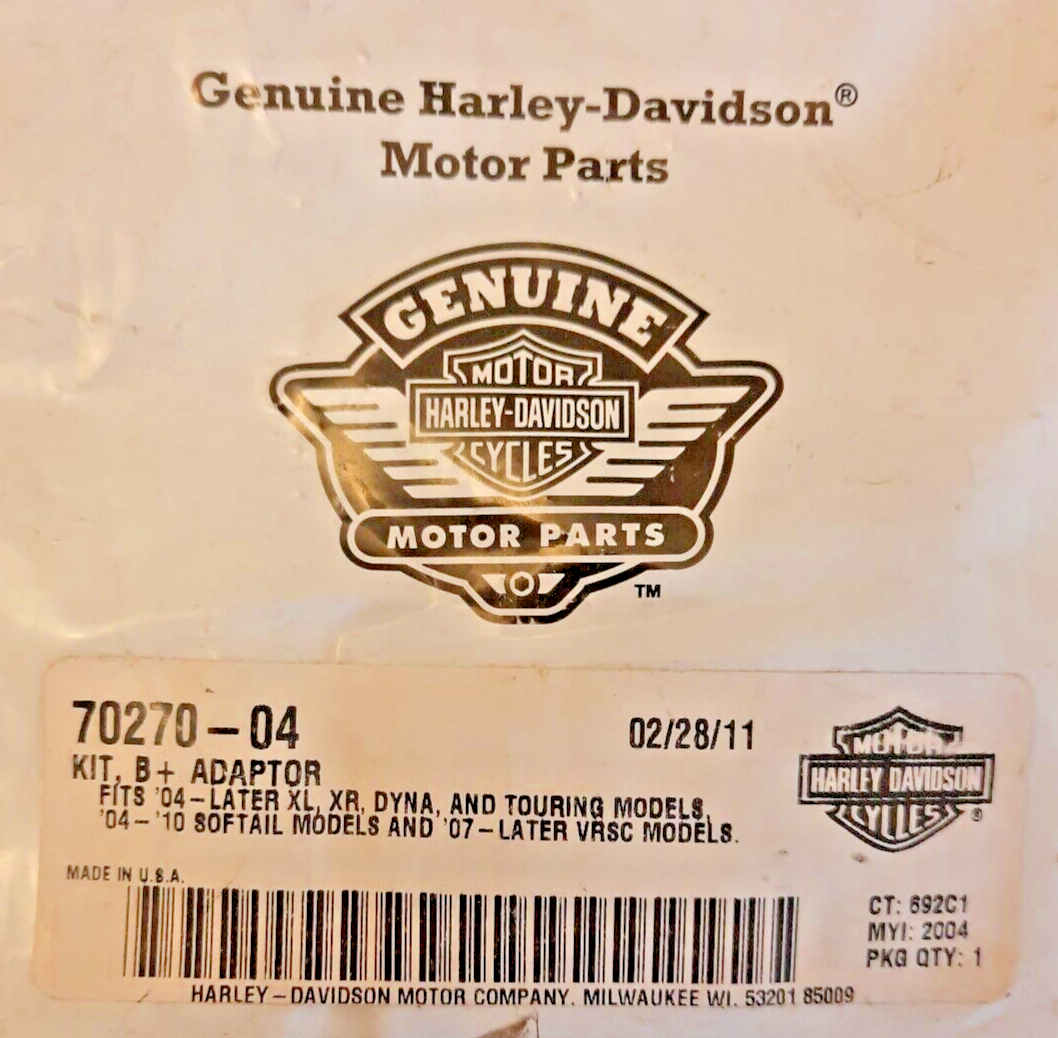 Genuine Harley-Davidson®
Motor Parts
GENUINE
MOTOR
HARLEY-DAVIDSON
CYCLES
MOTOR PARTS
TM
70270-04
02/28/11
KIT, B+ ADAPTOR
FITS '04-LATER XL, XR, DYNA, AND TOURING MODELS,
'04-'10 SOFTAIL MODELS AND '07-LATER VRSC MODELS.
MOTOR
HARLEY-DAVIDSON
CYCLES
®
MADE IN U.S.A.
CT: 692C1
MYI: 2004
PKG QTY: 1
HARLEY-DAVIDSON MOTOR COMPANY. MILWAUKEE WI. 53201 85009